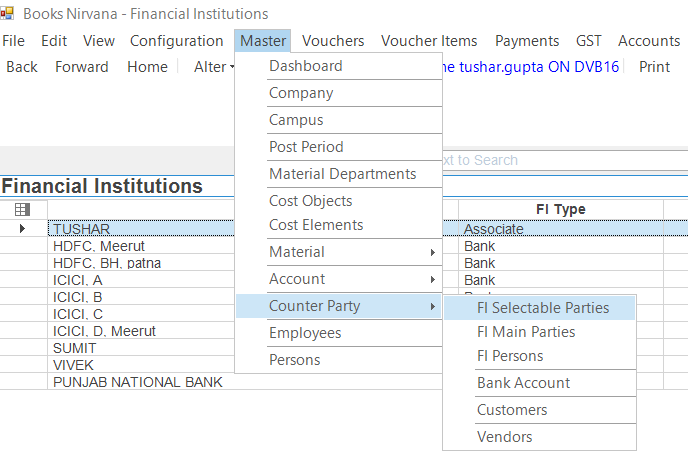 Books Nirvana - Financial Institutions
File Edit View Configuration Master Vouchers Voucher Items Payments GST Accounts
Back Forward Home Alter tushar.gupta ON DVB16 Print
Dashboard
Company
Campus
Post Period
Material Departments
Cost Objects
Cost Elements
Material
Account
Counter Party
Employees
Persons
to Search
Financial Institutions
FI Type
TUSHAR Associate
HDFC, Meerut Bank
HDFC, BH, patna Bank
ICICI, A Bank
ICICI, B
ICICI, C
ICICI, D, Meerut
SUMIT
VIVEK
PUNJAB NATIONAL BANK
FI Selectable Parties
FI Main Parties
FI Persons
Bank Account
Customers
Vendors